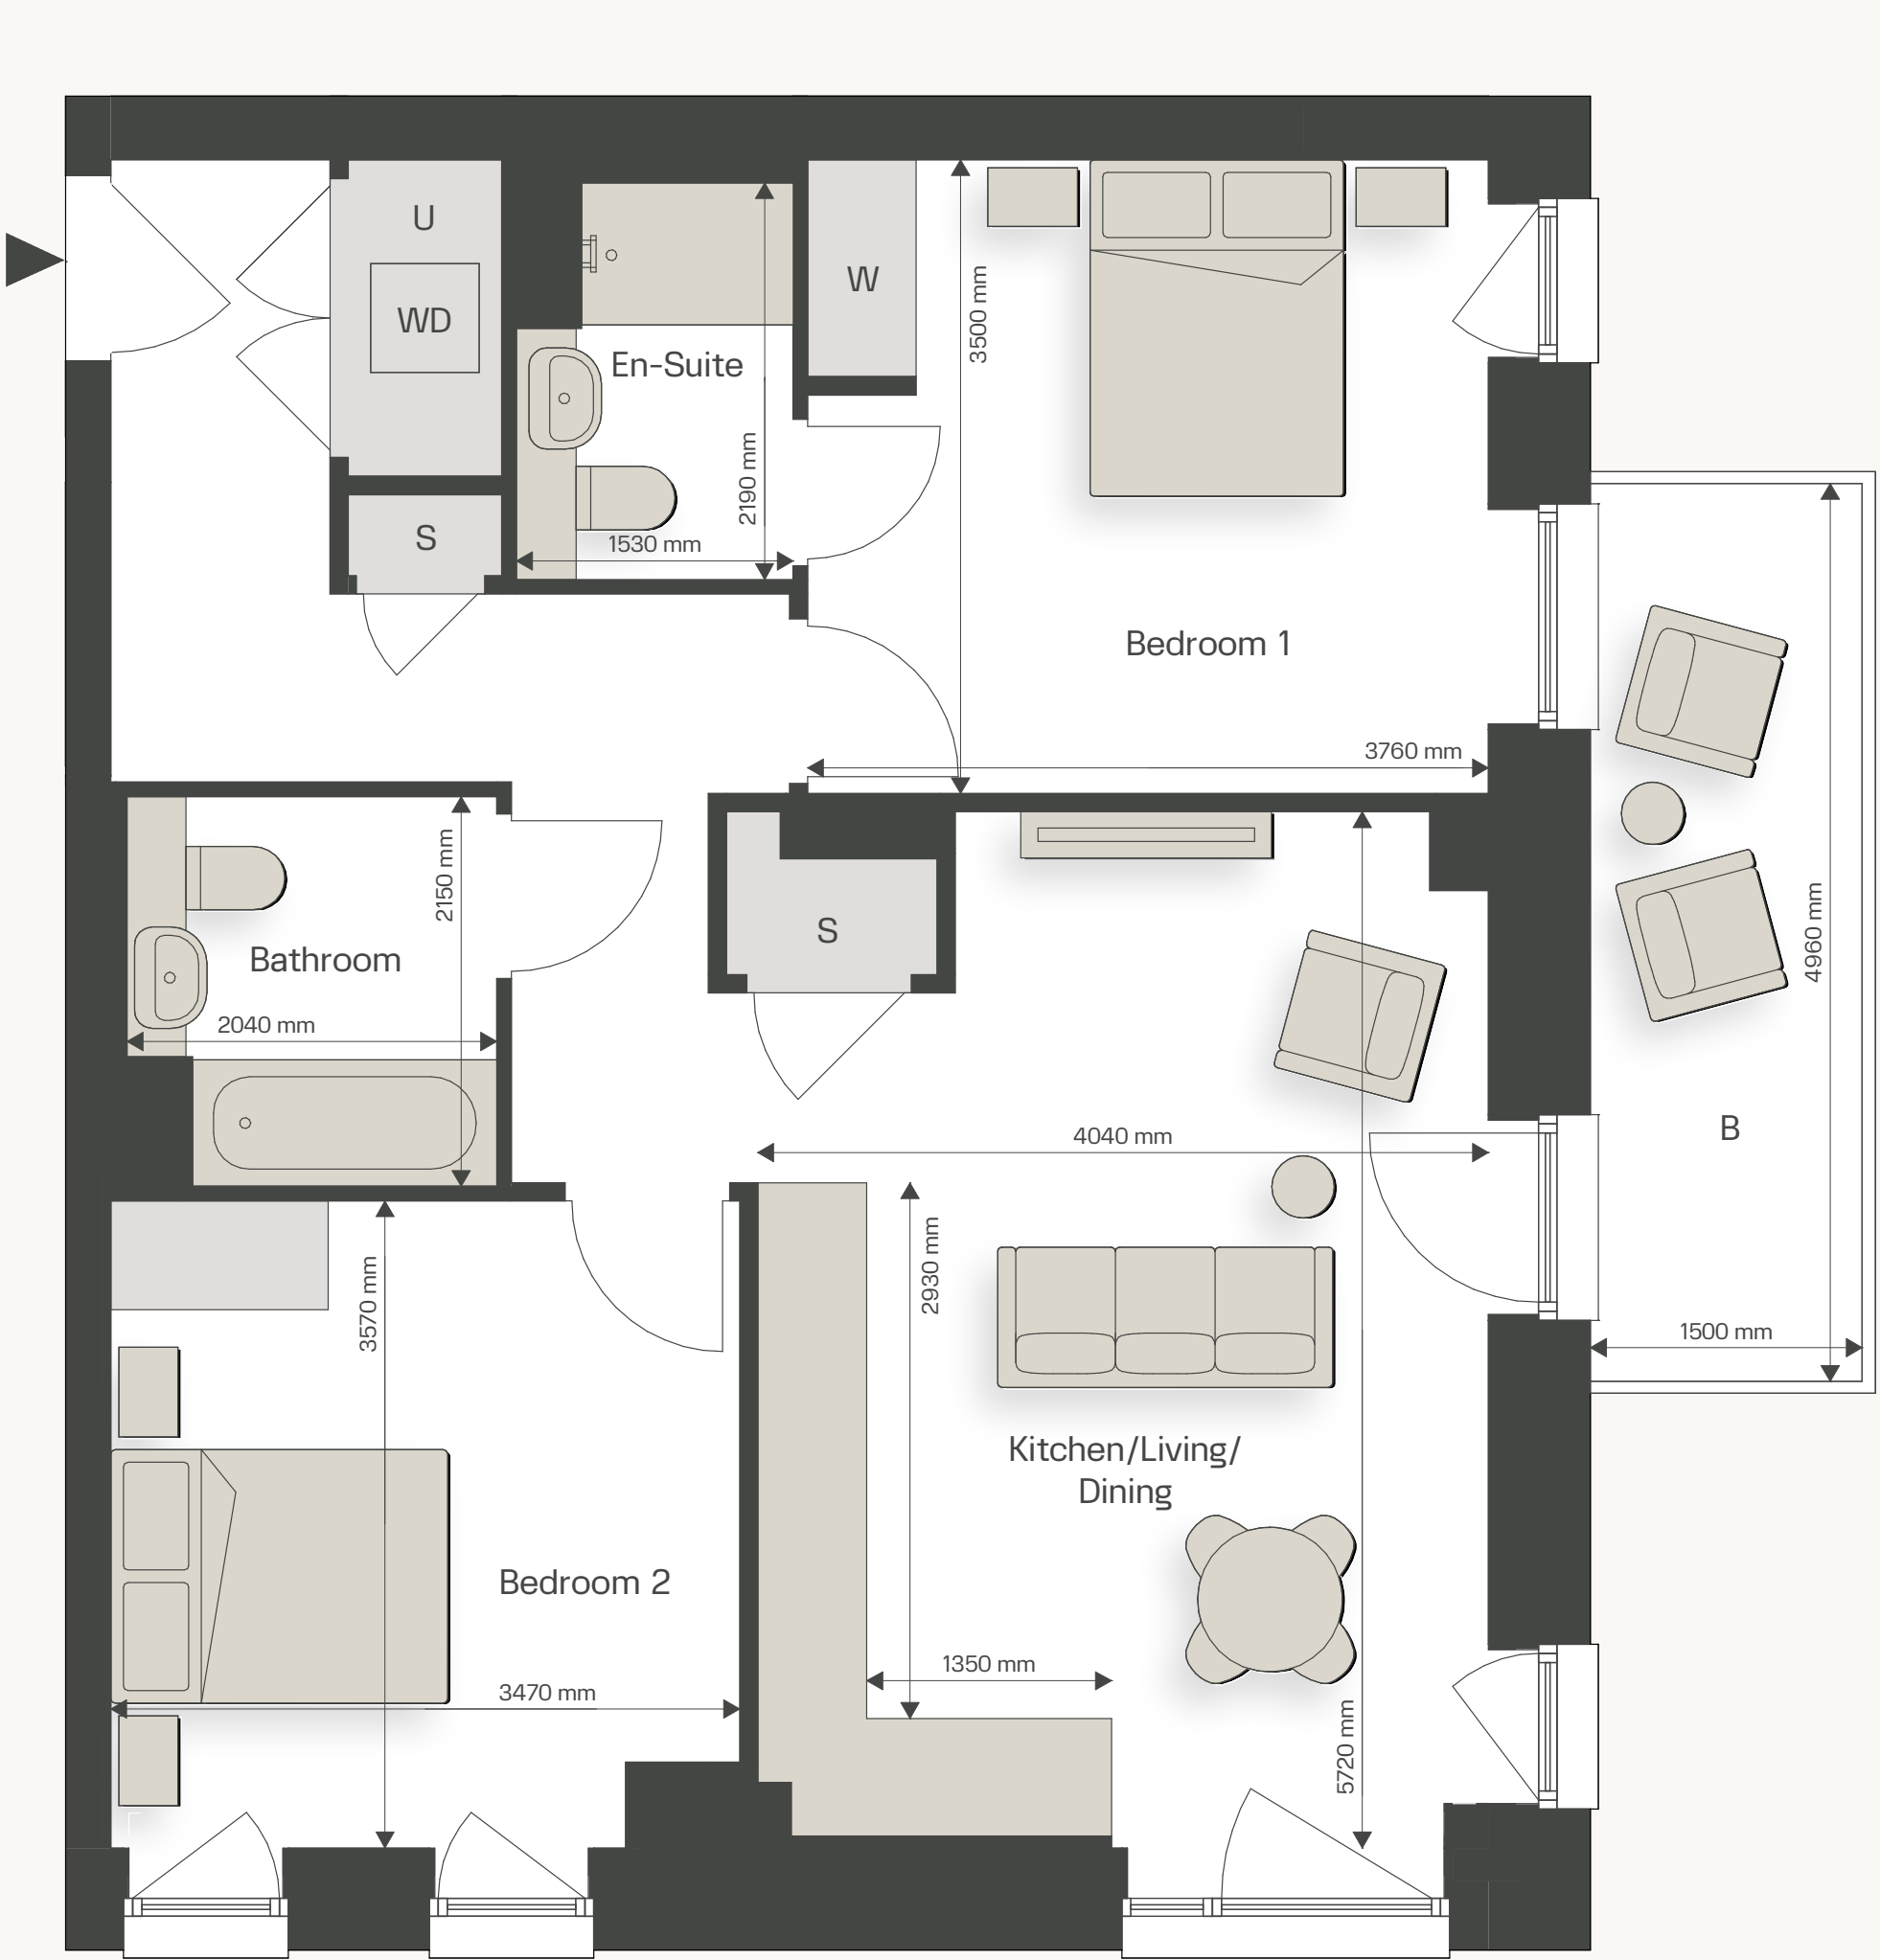 U
WD
W
En-Suite
3500 mm
2190 mm
1530 mm
S
Bedroom 1
3760 mm
2150 mm
Bathroom
2040 mm
S
4960 mm
B
4040 mm
1500 mm
3570 mm
2930 mm
Kitchen/Living/
Dining
Bedroom 2
1350 mm
3470 mm
5720 mm